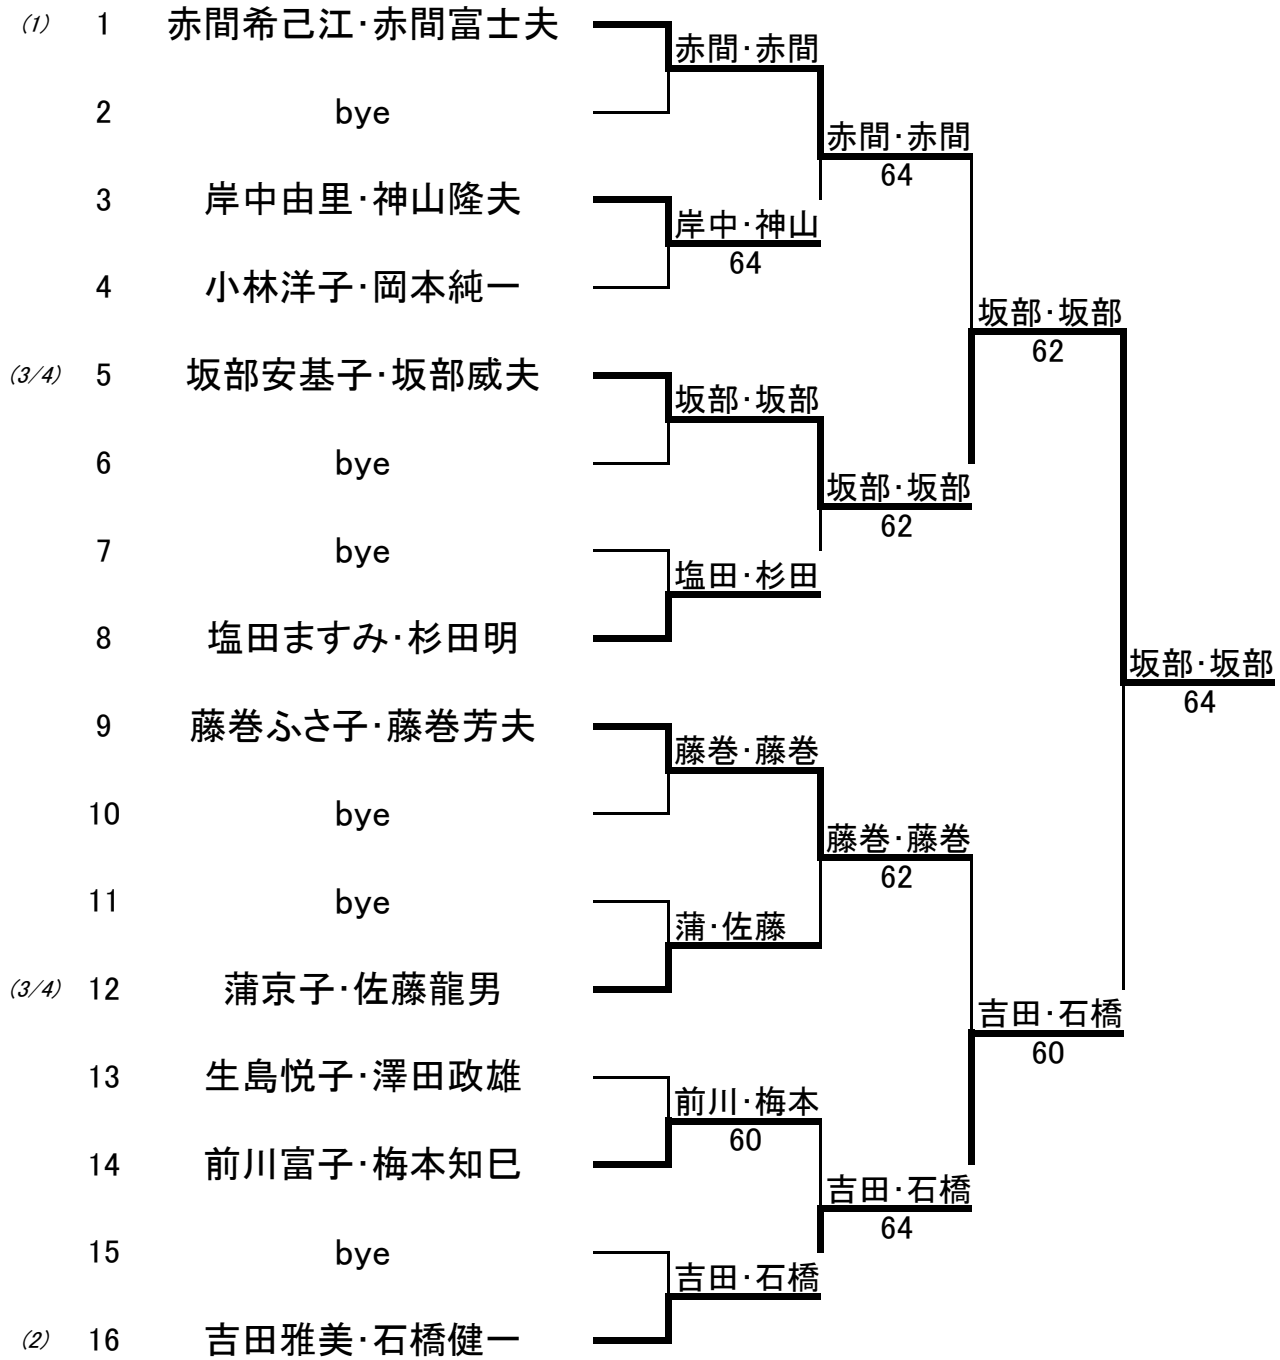 (1) 1 赤間希己江・赤間富士夫
赤間・赤間
2 bye
赤間・赤間
64
3 岸中由里・神山隆夫
岸中・神山
64
4 小林洋子・岡本純一
坂部・坂部
62
(3/4) 5 坂部安基子・坂部威夫
坂部・坂部
6 bye
坂部・坂部
62
7 bye
塩田・杉田
8 塩田ますみ・杉田明
坂部・坂部
64
9 藤巻ふさ子・藤巻芳夫
藤巻・藤巻
10 bye
藤巻・藤巻
62
11 bye
蒲・佐藤
(3/4) 12 蒲京子・佐藤龍男
吉田・石橋
60
13 生島悦子・澤田政雄
前川・梅本
60
14 前川富子・梅本知巳
吉田・石橋
64
15 bye
吉田・石橋
(2) 16 吉田雅美・石橋健一